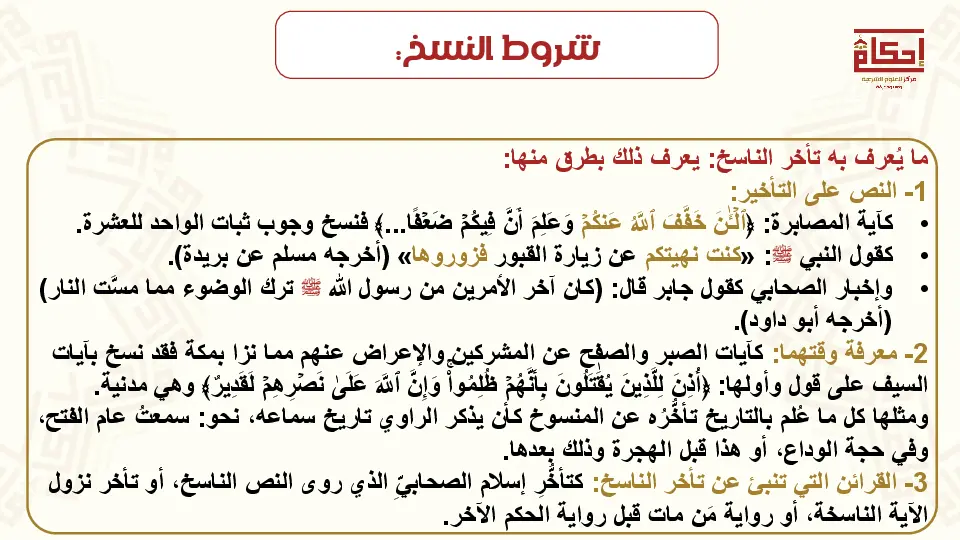 شروط النسخ:
إحكام
مركز للعلوم الشرعية
ما يُعرف به تأخر الناسخ: يعرف ذلك بطرق منها:
1- النص على التأخير:
• كآية المصابرة: ﴿ٱلۡـَٰٔنَ خَفَّفَ ٱللَّهُ عَنكُمۡ وَعَلِمَ أَنَّ فِيكُمۡ ضَعۡفًا...﴾ فنسخ وجوب ثبات الواحد للعشرة.
• كقول النبي ﷺ: «كنت نهيتكم عن زيارة القبور فزوروها» (أخرجه مسلم عن بريدة).
• وإخبار الصحابي كقول جابر قال: (كان آخر الأمرين من رسول الله ﷺ ترك الوضوء مما مسَّت النار)
(أخرجه أبو داود).
2- معرفة وقتهما: كآيات الصبر والصفح عن المشركين والإعراض عنهم مما نزا بمكة فقد نسخ بآيات
السيف على قول وأولها: ﴿أُذِنَ لِلَّذِينَ يُقَٰتَلُونَ بِأَنَّهُمۡ ظُلِمُواْۚ وَإِنَّ ٱللَّهَ عَلَىٰ نَصۡرِهِمۡ لَقَدِيرٌ﴾ وهي مدنية.
ومثلها كل ما عُلم بالتاريخ تأخُّرُه عن المنسوخ كأن يذكر الراوي تاريخ سماعه، نحو: سمعتُ عام الفتح،
وفي حجة الوداع، أو هذا قبل الهجرة وذلك بعدها.
3- القرائن التي تنبئ عن تأخر الناسخ: كتأخُّرِ إسلام الصحابيِّ الذي روى النص الناسخ، أو تأخر نزول
الآية الناسخة، أو رواية مَن مات قبل رواية الحكم الآخر.